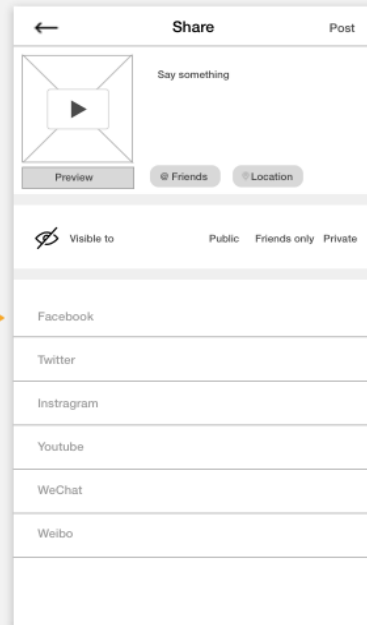 Share Post
Say something
Preview @ Friends Location
Visible to Public Friends only Private
Facebook
Twitter
Instragram
Youtube
WeChat
Weibo